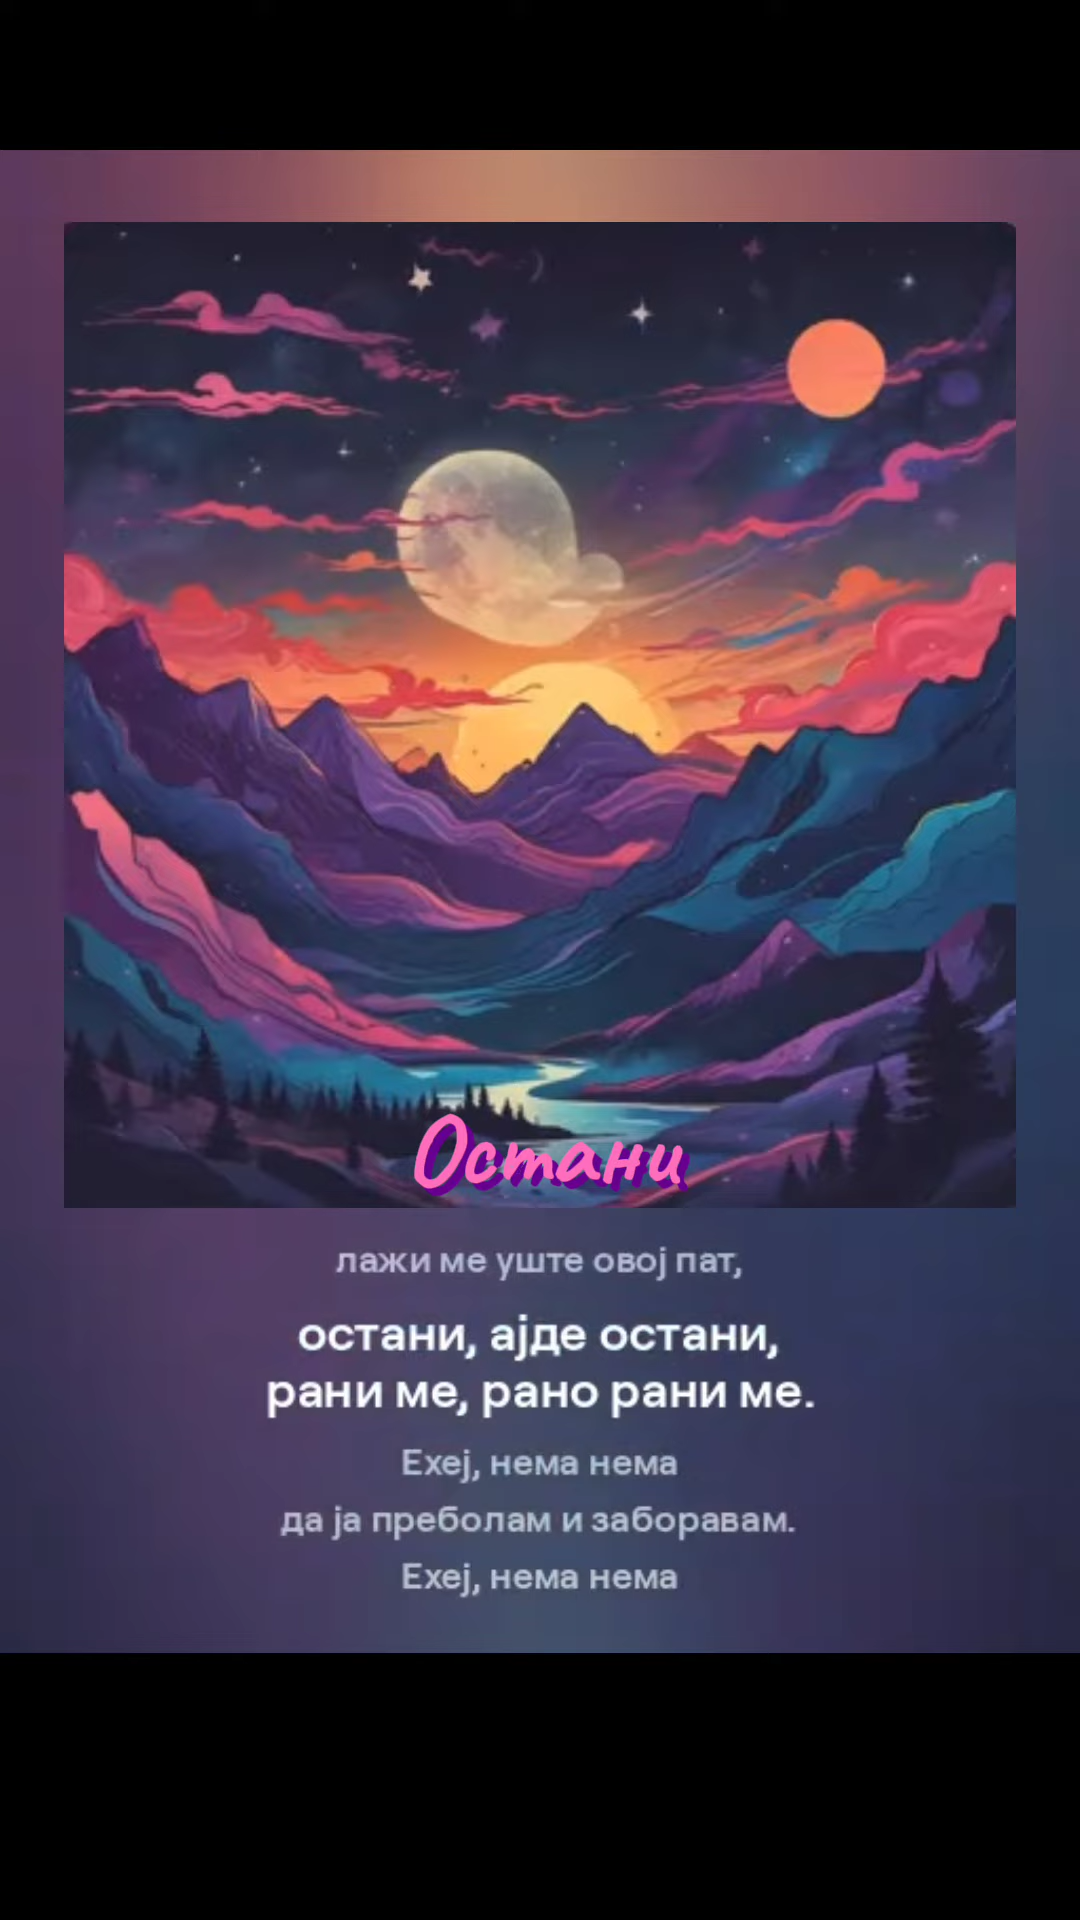 Остани
лажи ме уште овој пат,
остани, ајде остани,
рани ме, рано рани ме.
Ехеј, нема нема
да ја преболам и заборавам.
Ехеј, нема нема